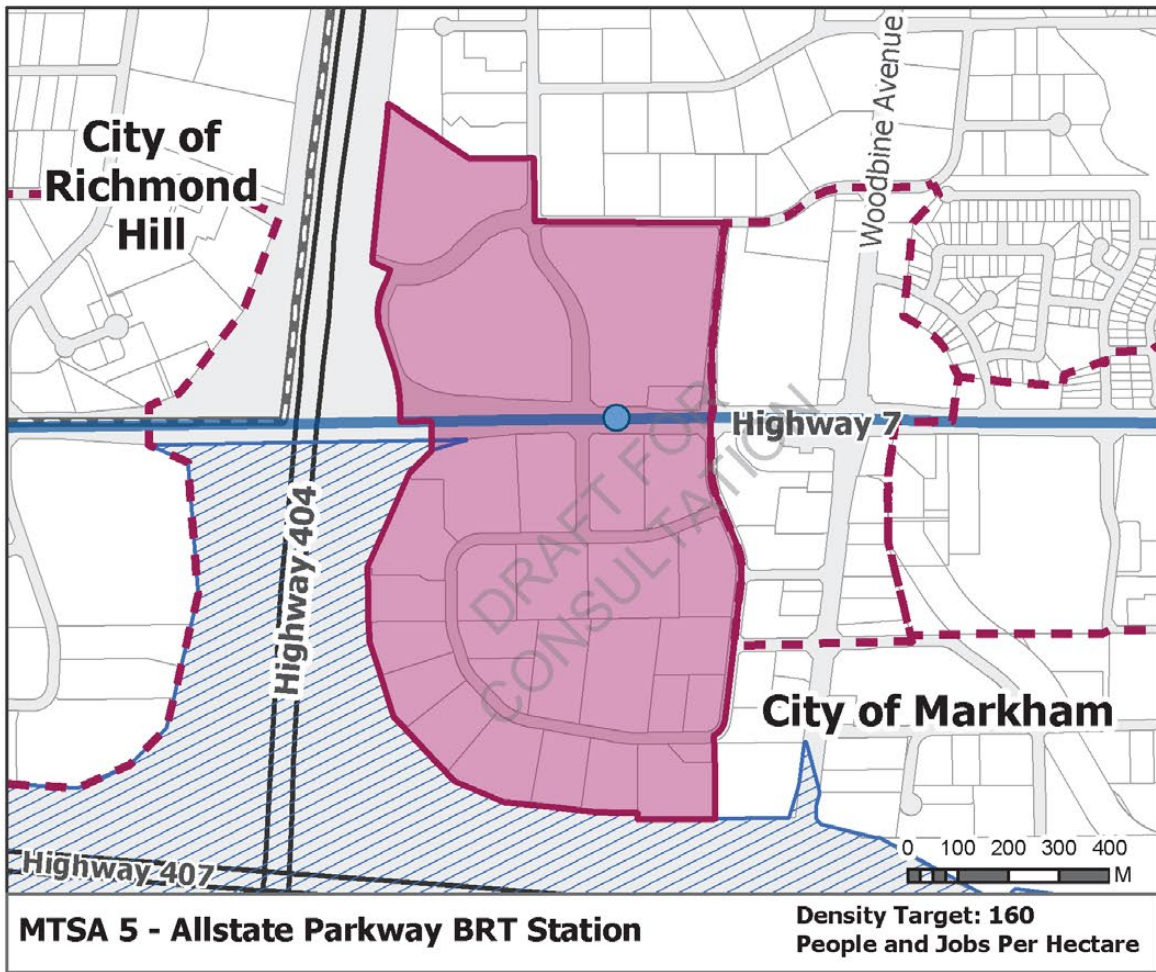 City of
Richmond
Hill
Woodbine Avenue
Highway 7
DRAFT FOR
CONSULTATION
Highway 404
City of Markham
Highway 407
0 100 200 300 400
M
MTSA 5 - Allstate Parkway BRT Station
Density Target: 160
People and Jobs Per Hectare